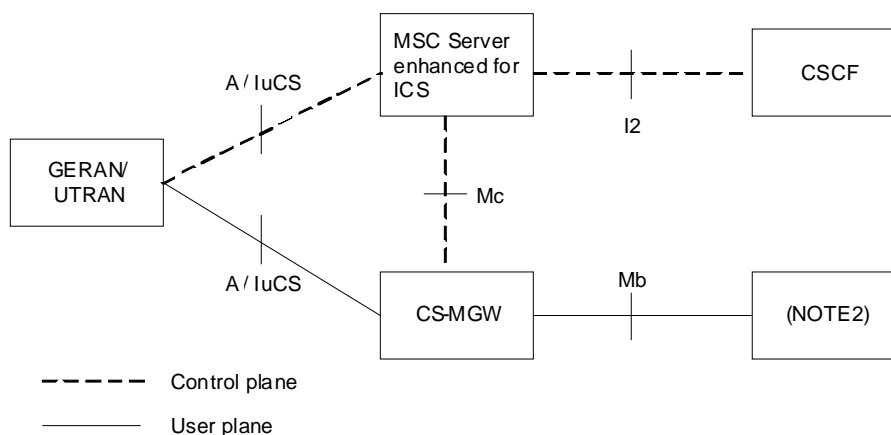 MSC Server
enhanced for
ICS
CSCF
A / IuCS
I2
GERAN/
UTRAN
Mc
A / IuCS
Mb
CS-MGW
(NOTE2)
Control plane
User plane